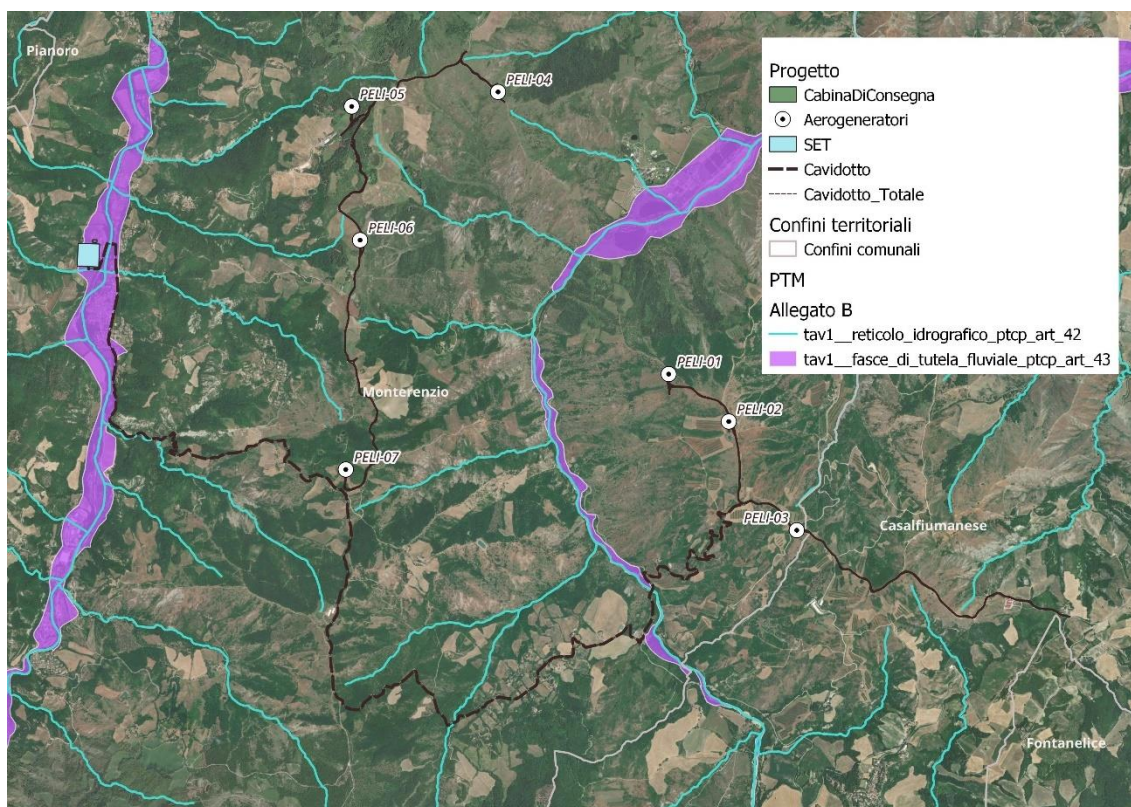 Pianoro
PELI-05
PELI-04
PELI-06
PELI-01
Monterenzio
PELI-02
PELI-07
PELI-03
Casalfiumanese
Fontanelice
Progetto
CabinaDiConsegna
Aerogeneratori
SET
Cavidotto
Cavidotto_Totale
Confini territoriali
Confini comunali
PTM
Allegato B
tav1__reticolo_idrografico_ptcp_art_42
tav1__fasce_di_tutela_fluviale_ptcp_art_43